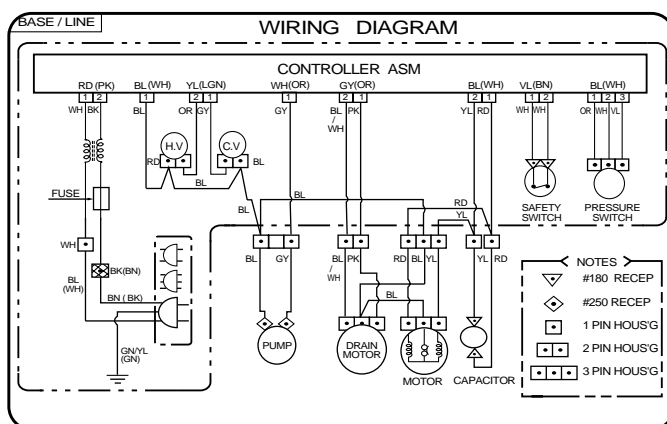 BASE / LINE
WIRING DIAGRAM
CONTROLLER ASM
RD (PK) BL (WH) YL(LGN) WH(OR) GY(OR) BL(WH) VL(BN) BL(WH)
1 2 1 2 1 1 2 1 2 1 1 2 1 2 3
WH BK BL OR GY GY BL / WH PK YL RD WH WH OR WH VL
H.V C.V
RD BL
BL
BL
BL
RD
YL
FUSE
SAFETY SWITCH
PRESSURE SWITCH
WH
BK(BN)
BL (WH)
BN ( BK)
GN/YL (GN)
BL GY BL / WH PK RD BL YL YL RD
BL
PUMP
DRAIN MOTOR
MOTOR
CAPACITOR
NOTES
#180 RECEP
#250 RECEP
1 PIN HOUS'G
2 PIN HOUS'G
3 PIN HOUS'G